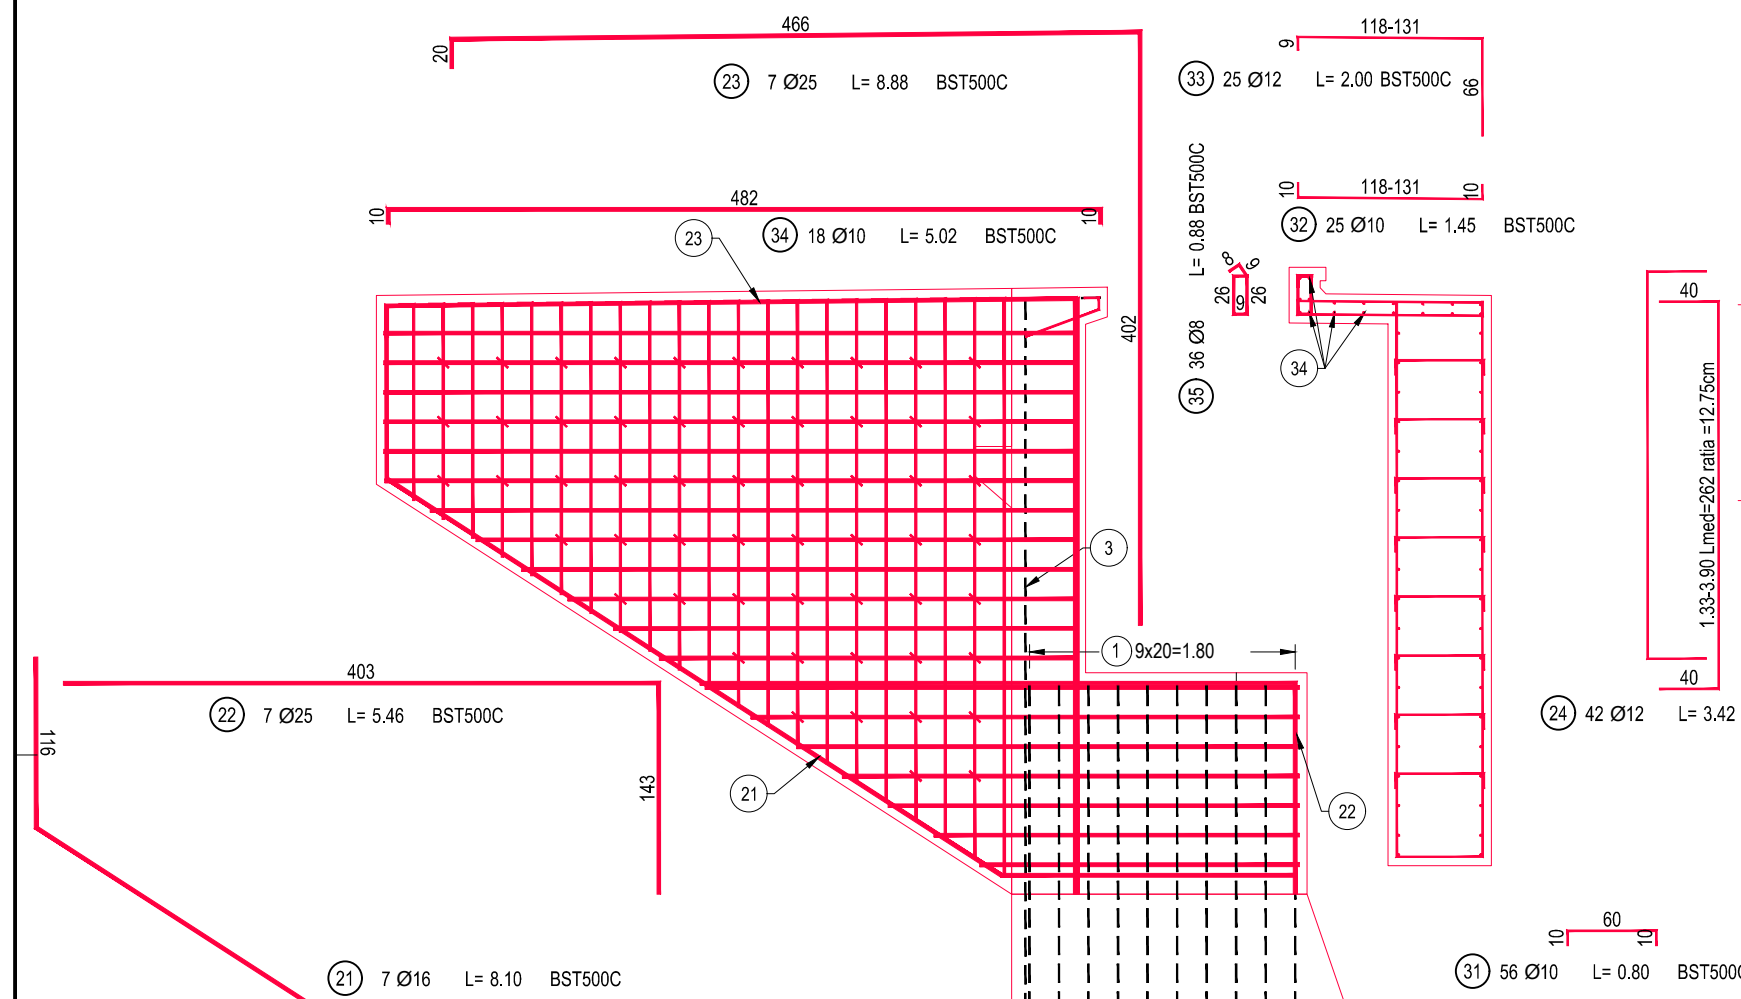 466
20
23 7 Ø25 L= 8.88 BST500C
402
118-131
9
66
33 25 Ø12 L= 2.00 BST500C
482
10
10
34 18 Ø10 L= 5.02 BST500C
23
118-131
10
10
32 25 Ø10 L= 1.45 BST500C
35 36 Ø8 L= 0.88 BST500C
8 9
26 9 26
34
40
1.33-3.90 Lmed=262 ratia =12.75cm
40
24 42 Ø12 L= 3.42
3
1 9x20=1.80
403
22 7 Ø25 L= 5.46 BST500C
143
116
21
22
21 7 Ø16 L= 8.10 BST500C
60
10
10
31 56 Ø10 L= 0.80 BST500C